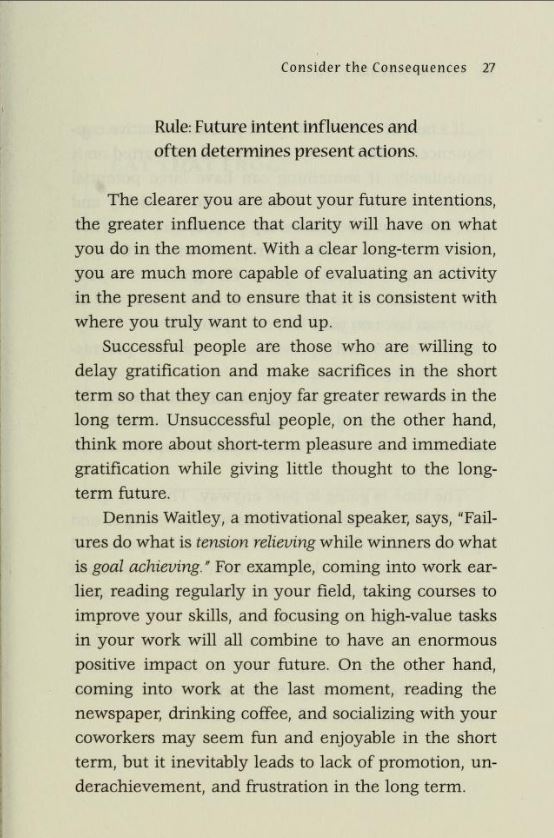 Consider the Consequences 27
Rule: Future intent influences and
often determines present actions.
The clearer you are about your future intentions,
the greater influence that clarity will have on what
you do in the moment. With a clear long-term vision,
you are much more capable of evaluating an activity
in the present and to ensure that it is consistent with
where you truly want to end up.
Successful people are those who are willing to
delay gratification and make sacrifices in the short
term so that they can enjoy far greater rewards in the
long term. Unsuccessful people, on the other hand,
think more about short-term pleasure and immediate
gratification while giving little thought to the long-
term future.
Dennis Waitley, a motivational speaker, says, "Fail-
ures do what is tension relieving while winners do what
is goal achieving." For example, coming into work ear-
lier, reading regularly in your field, taking courses to
improve your skills, and focusing on high-value tasks
in your work will all combine to have an enormous
positive impact on your future. On the other hand,
coming into work at the last moment, reading the
newspaper, drinking coffee, and socializing with your
coworkers may seem fun and enjoyable in the short
term, but it inevitably leads to lack of promotion, un-
derachievement, and frustration in the long term.